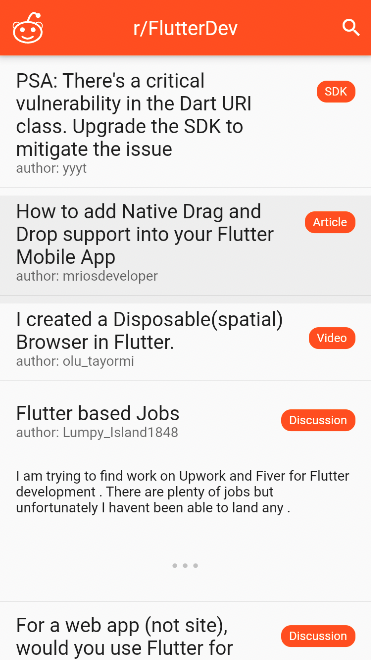 r/FlutterDev
PSA: There's a critical
vulnerability in the Dart URI
class. Upgrade the SDK to
mitigate the issue
author: yyyt
SDK
How to add Native Drag and
Drop support into your Flutter
Mobile App
author: mriosdeveloper
Article
I created a Disposable(spatial)
Browser in Flutter.
author: olu_tayormi
Video
Flutter based Jobs
author: Lumpy_Island1848
Discussion
I am trying to find work on Upwork and Fiver for Flutter
development . There are plenty of jobs but
unfortunately I havent been able to land any .
For a web app (not site),
would you use Flutter for
Discussion